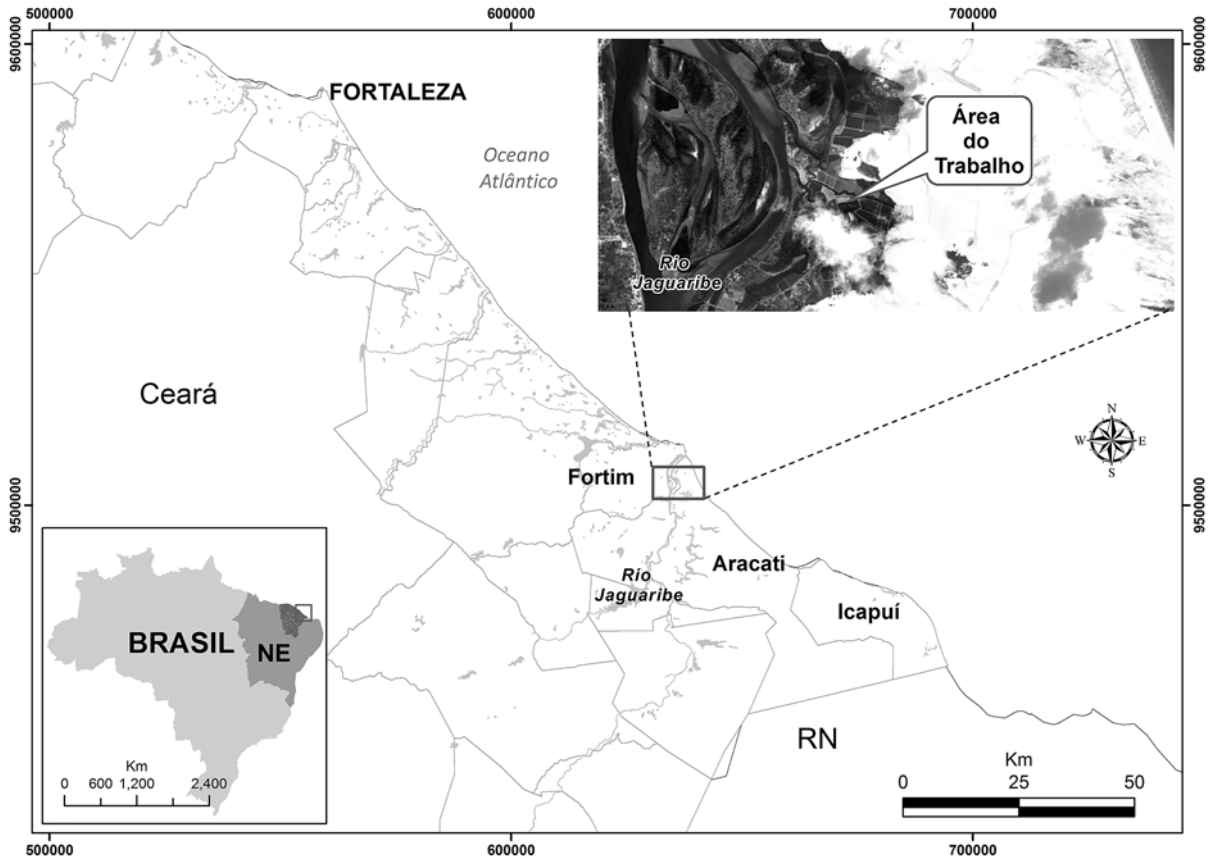 500000
600000
700000
9600000
9600000
FORTALEZA
Oceano
Atlântico
Área
do
Trabalho
Rio
Jaguaribe
Ceará
N
W
E
S
Fortim
9500000
9500000
Aracati
Rio
Jaguaribe
Icapuí
BRASIL
NE
RN
Km
0 600 1,200 2,400
Km
0 25 50
500000
600000
700000